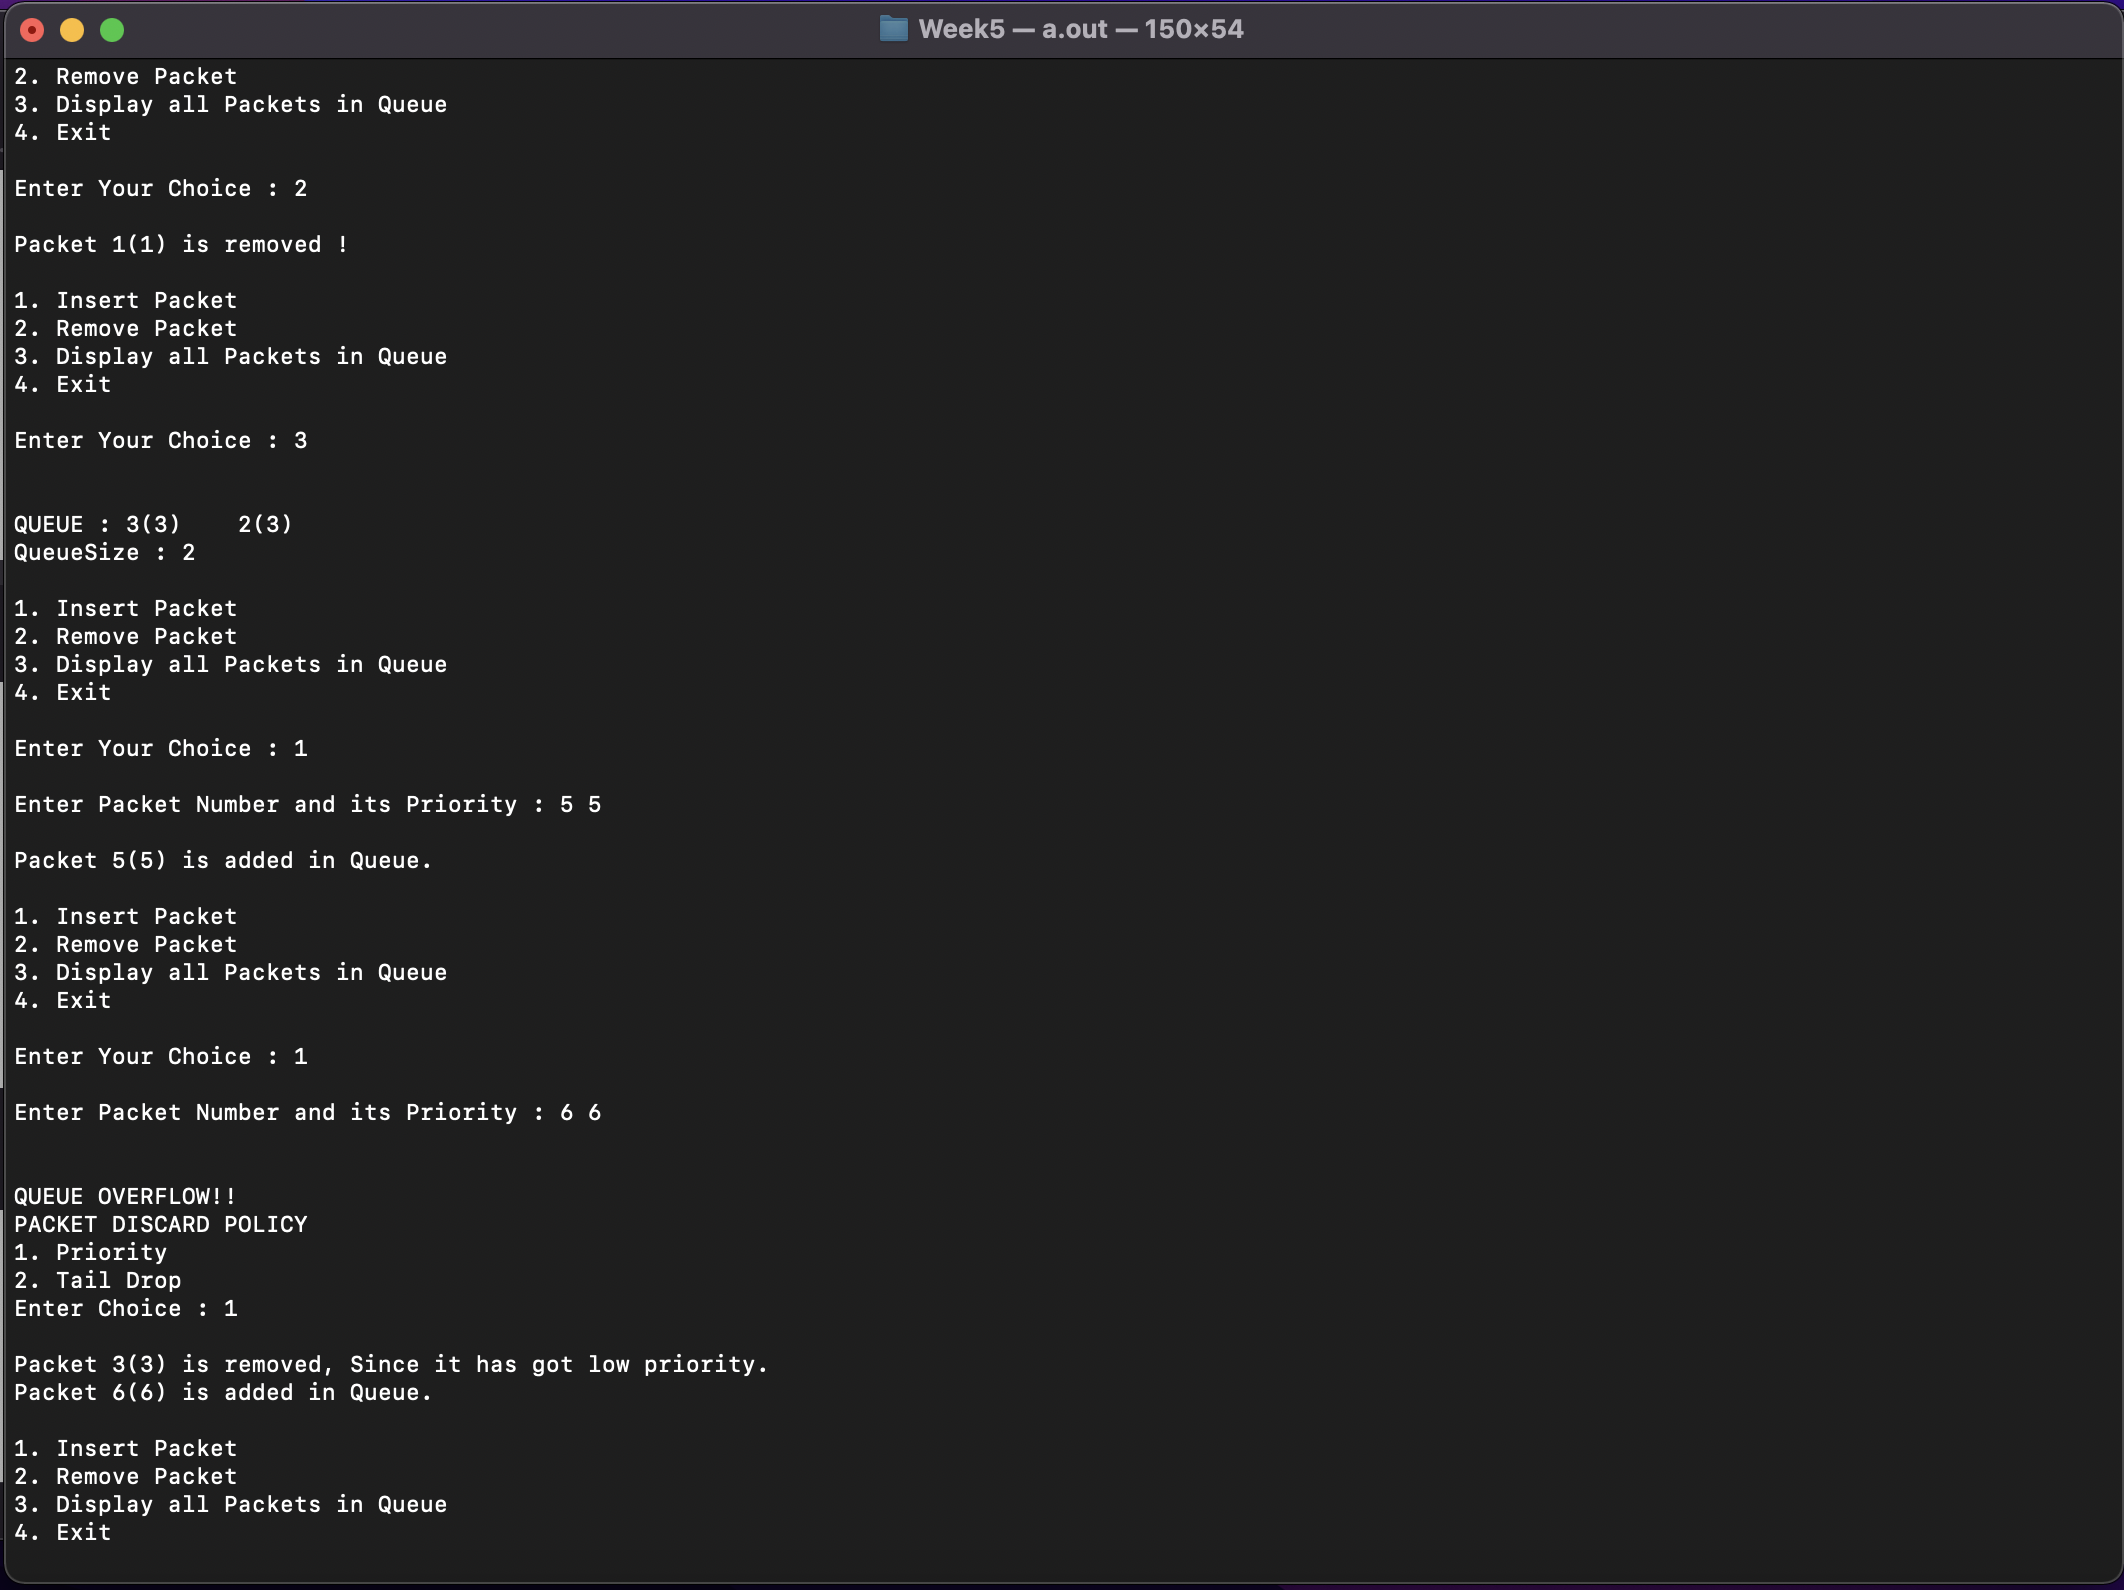 Week5 — a.out — 150×54
2. Remove Packet
3. Display all Packets in Queue
4. Exit
Enter Your Choice : 2
Packet 1(1) is removed !
1. Insert Packet
2. Remove Packet
3. Display all Packets in Queue
4. Exit
Enter Your Choice : 3
QUEUE : 3(3)    2(3)
QueueSize : 2
1. Insert Packet
2. Remove Packet
3. Display all Packets in Queue
4. Exit
Enter Your Choice : 1
Enter Packet Number and its Priority : 5 5
Packet 5(5) is added in Queue.
1. Insert Packet
2. Remove Packet
3. Display all Packets in Queue
4. Exit
Enter Your Choice : 1
Enter Packet Number and its Priority : 6 6
QUEUE OVERFLOW!!
PACKET DISCARD POLICY
1. Priority
2. Tail Drop
Enter Choice : 1
Packet 3(3) is removed, Since it has got low priority.
Packet 6(6) is added in Queue.
1. Insert Packet
2. Remove Packet
3. Display all Packets in Queue
4. Exit